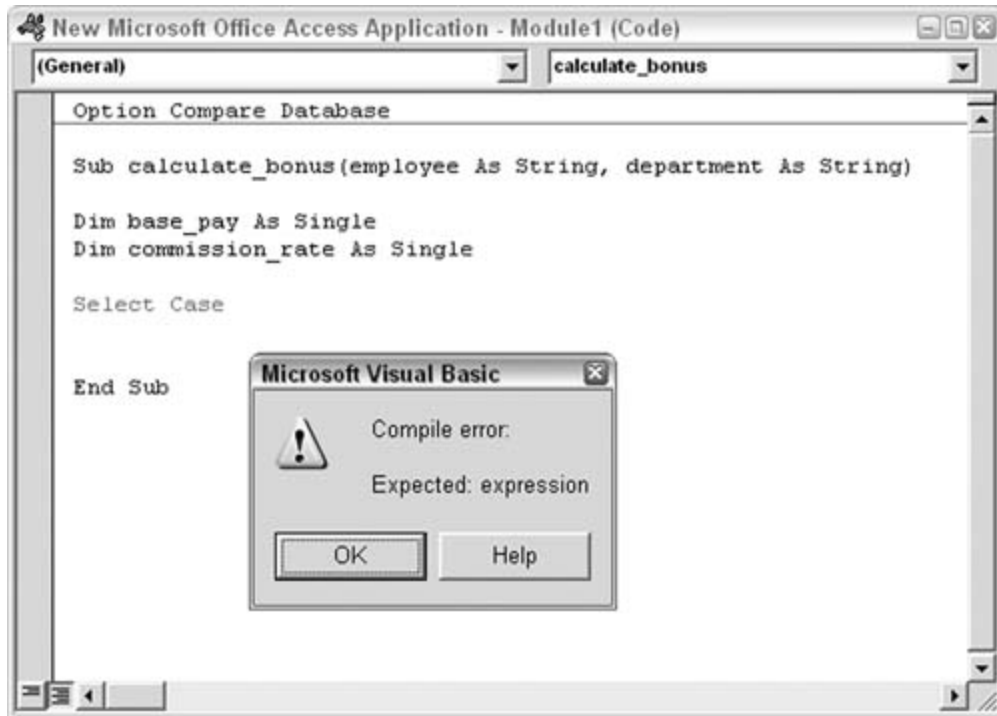 New Microsoft Office Access Application - Module1 (Code)
(General)
calculate_bonus
Option Compare Database
Sub calculate_bonus(employee As String, department As String)
Dim base_pay As Single
Dim commission_rate As Single
Select Case
End Sub
Microsoft Visual Basic
Compile error:
Expected: expression
OK
Help